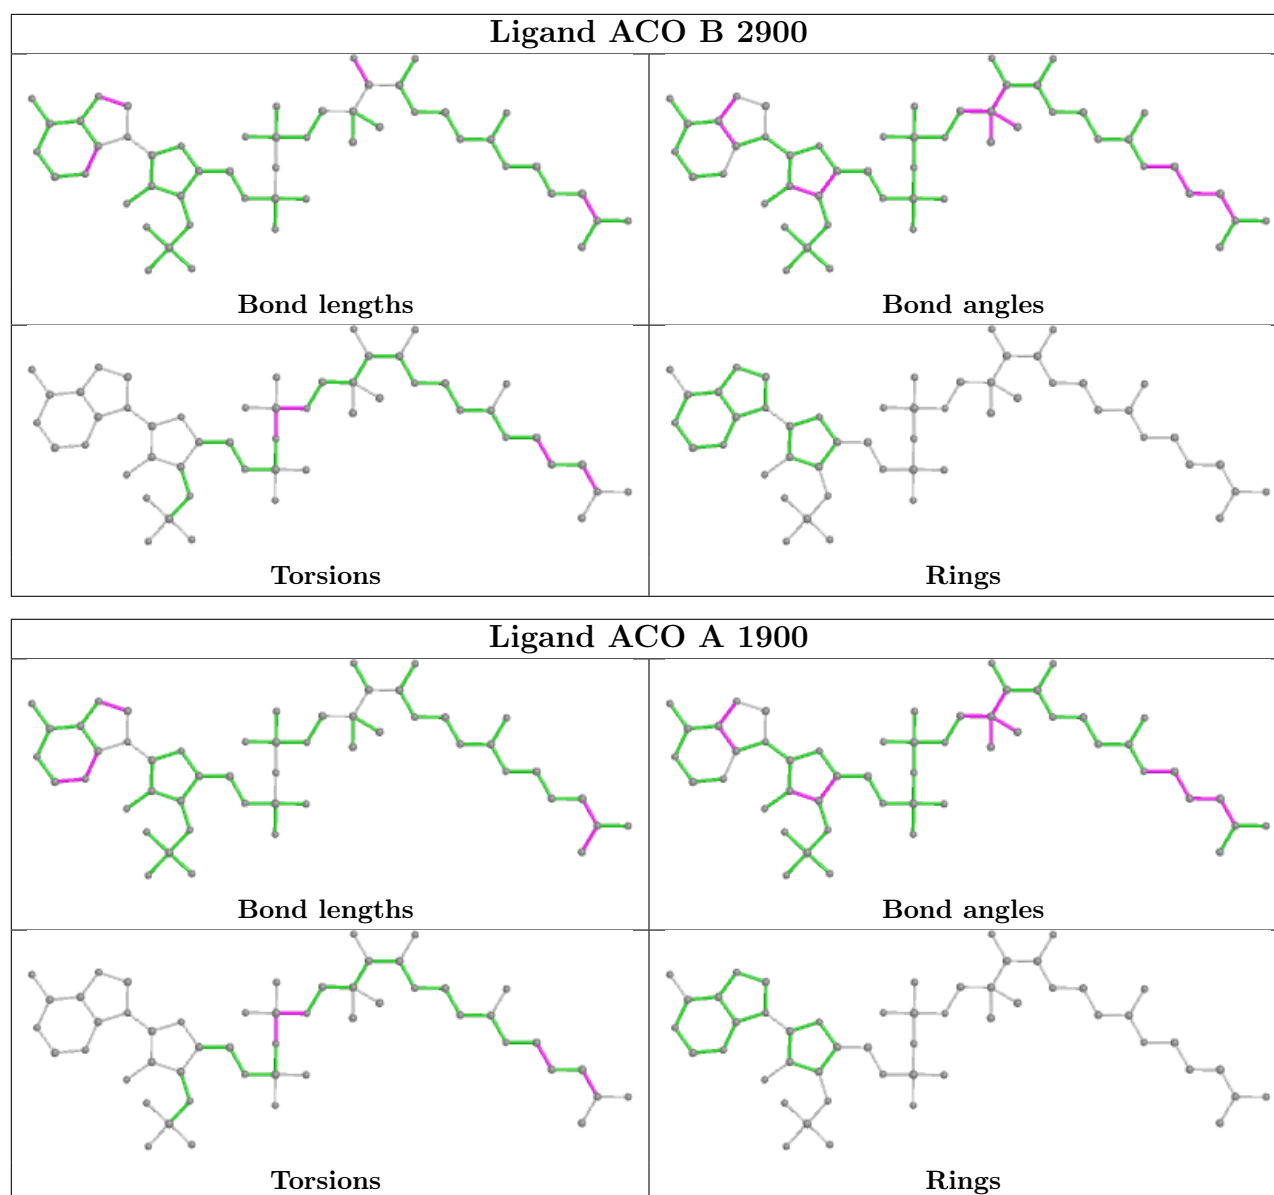 Ligand ACO B 2900
Bond lengths
Bond angles
Torsions
Rings
Ligand ACO A 1900
Bond lengths
Bond angles
Torsions
Rings